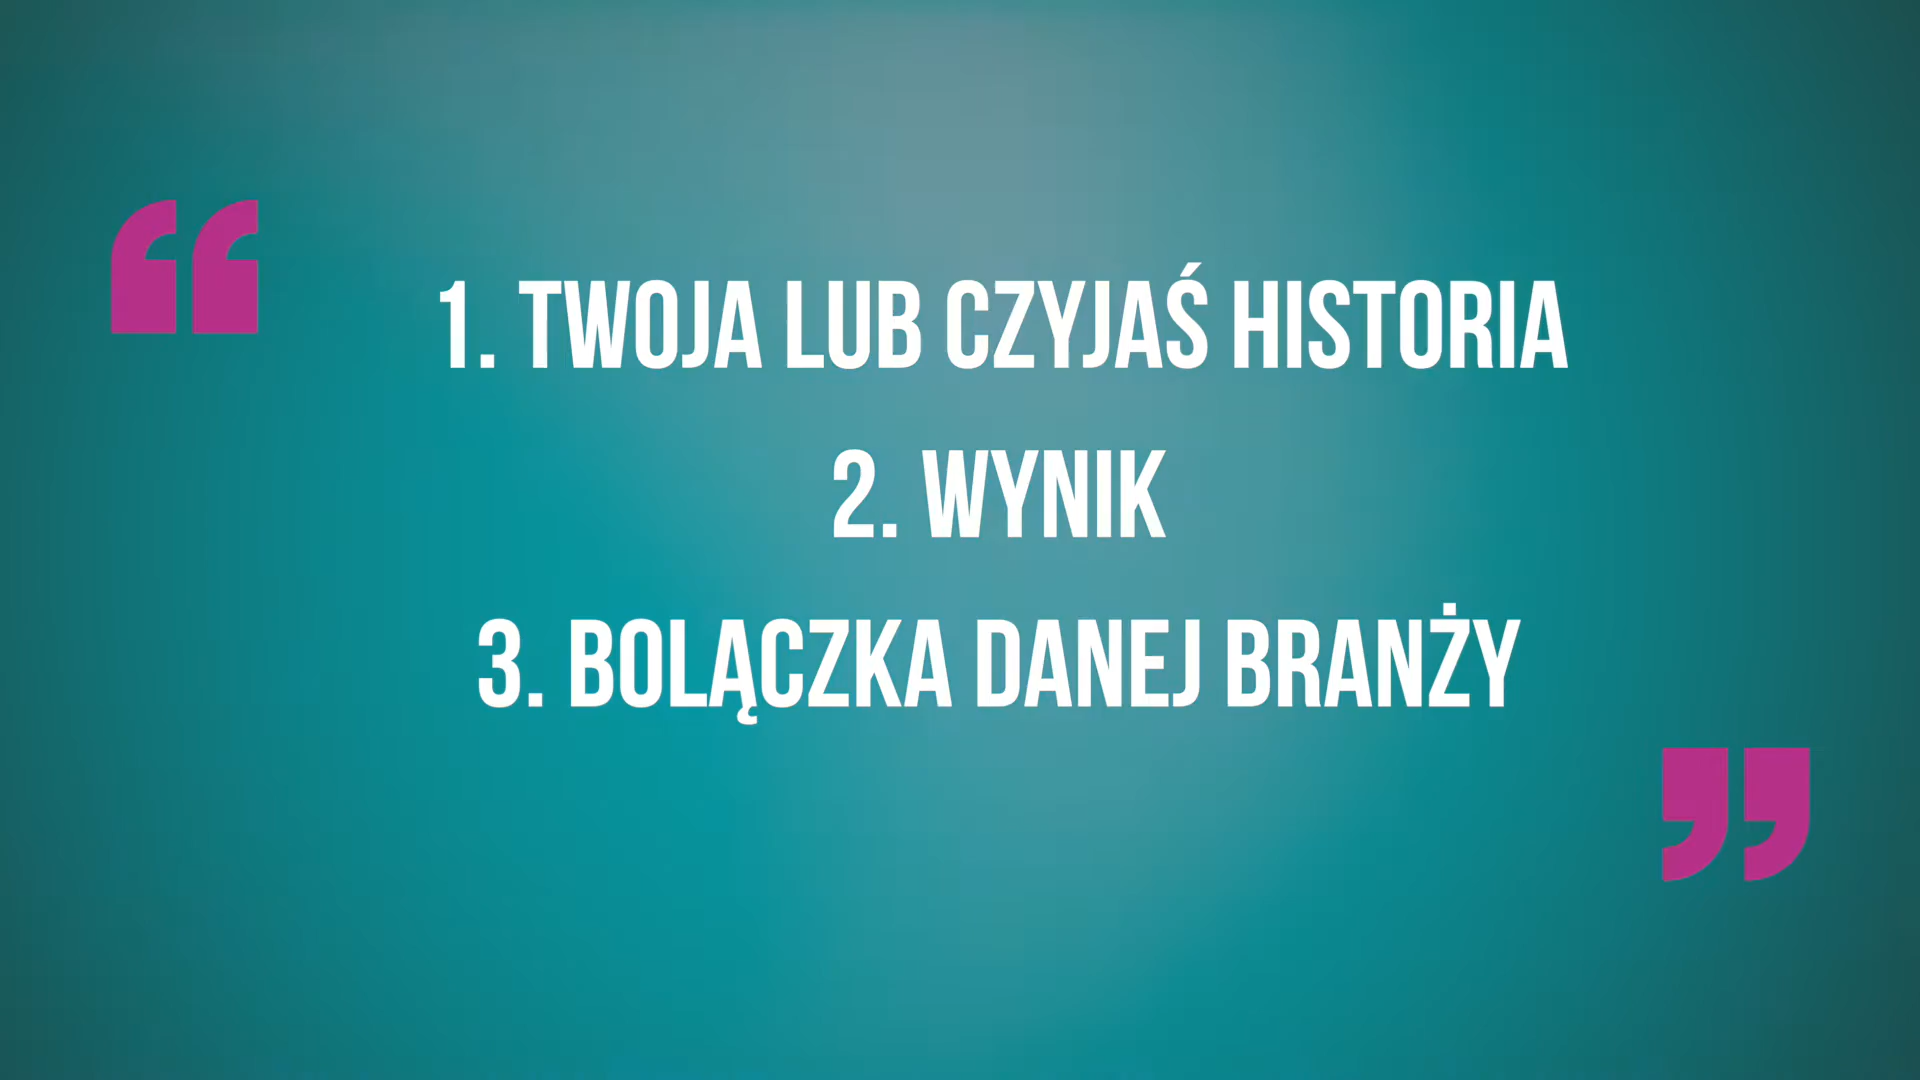 1. TWOJA LUB CZYJAŚ HISTORIA
2. WYNIK
3. BOLĄCZKA DANEJ BRANŻY